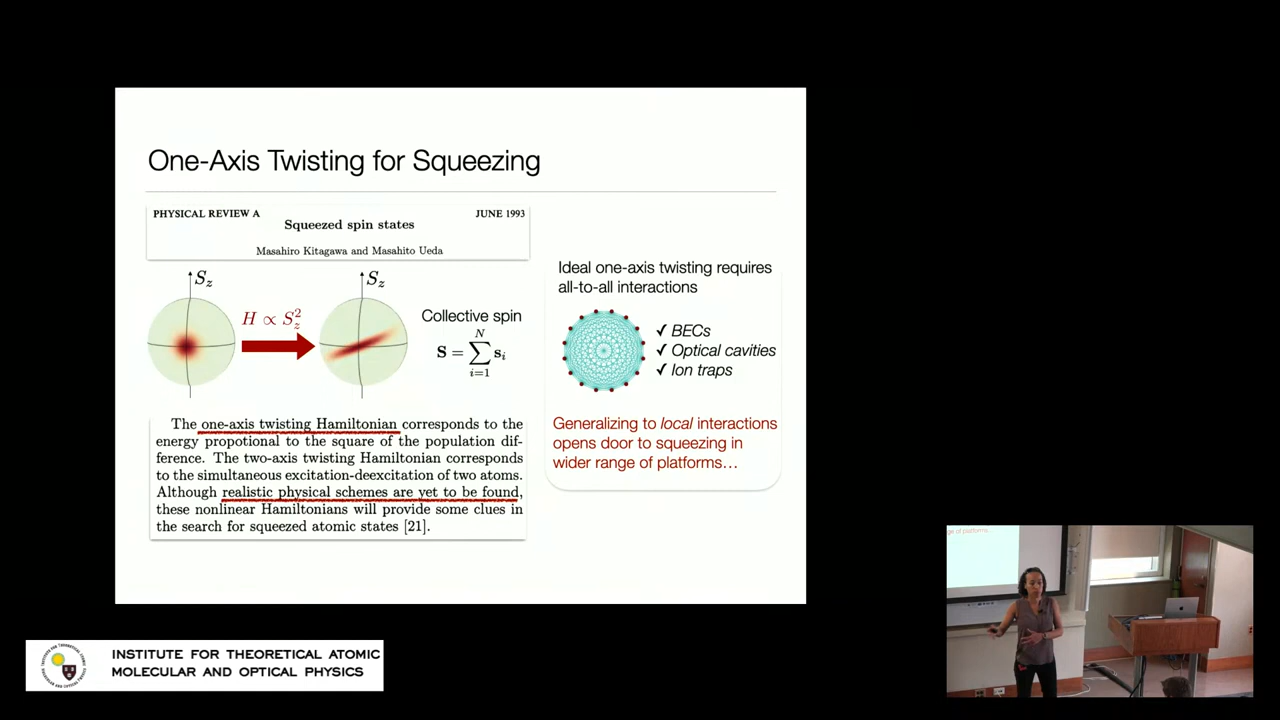 One-Axis Twisting for Squeezing
PHYSICAL REVIEW A
JUNE 1993
Squeezed spin states
Masahiro Kitagawa and Masahito Ueda
S_z
H ∝ S_z^2
S_z
Collective spin
S = ∑_{i=1}^{N} s_i
The one-axis twisting Hamiltonian corresponds to the
energy propotional to the square of the population dif-
ference. The two-axis twisting Hamiltonian corresponds
to the simultaneous excitation-deexcitation of two atoms.
Although realistic physical schemes are yet to be found,
these nonlinear Hamiltonians will provide some clues in
the search for squeezed atomic states [21].
Ideal one-axis twisting requires
all-to-all interactions
✓ BECs
✓ Optical cavities
✓ Ion traps
Generalizing to local interactions
opens door to squeezing in
wider range of platforms…
ge of platforms…
INSTITUTE FOR THEORETICAL ATOMIC
MOLECULAR AND OPTICAL PHYSICS